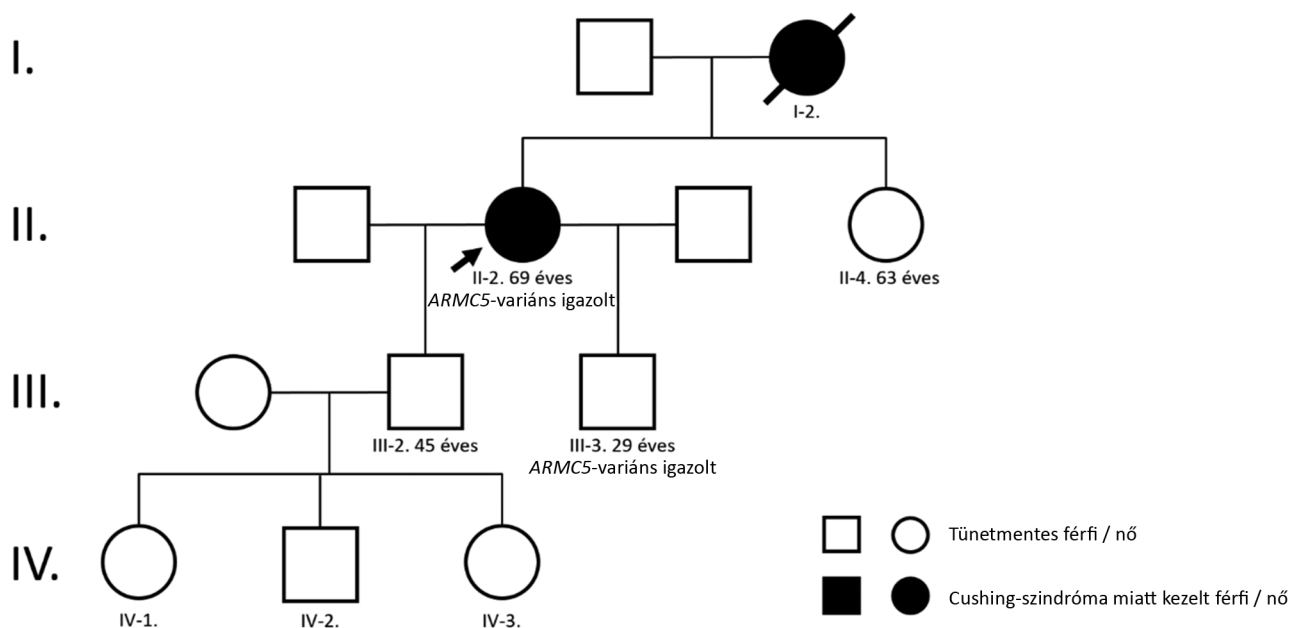 I.
I-2.
II.
II-2. 69 éves
ARMC5-variáns igazolt
II-4. 63 éves
III.
III-2. 45 éves
III-3. 29 éves
ARMC5-variáns igazolt
IV.
IV-1.
IV-2.
IV-3.
Tünetmentes férfi / nő
Cushing-szindróma miatt kezelt férfi / nő